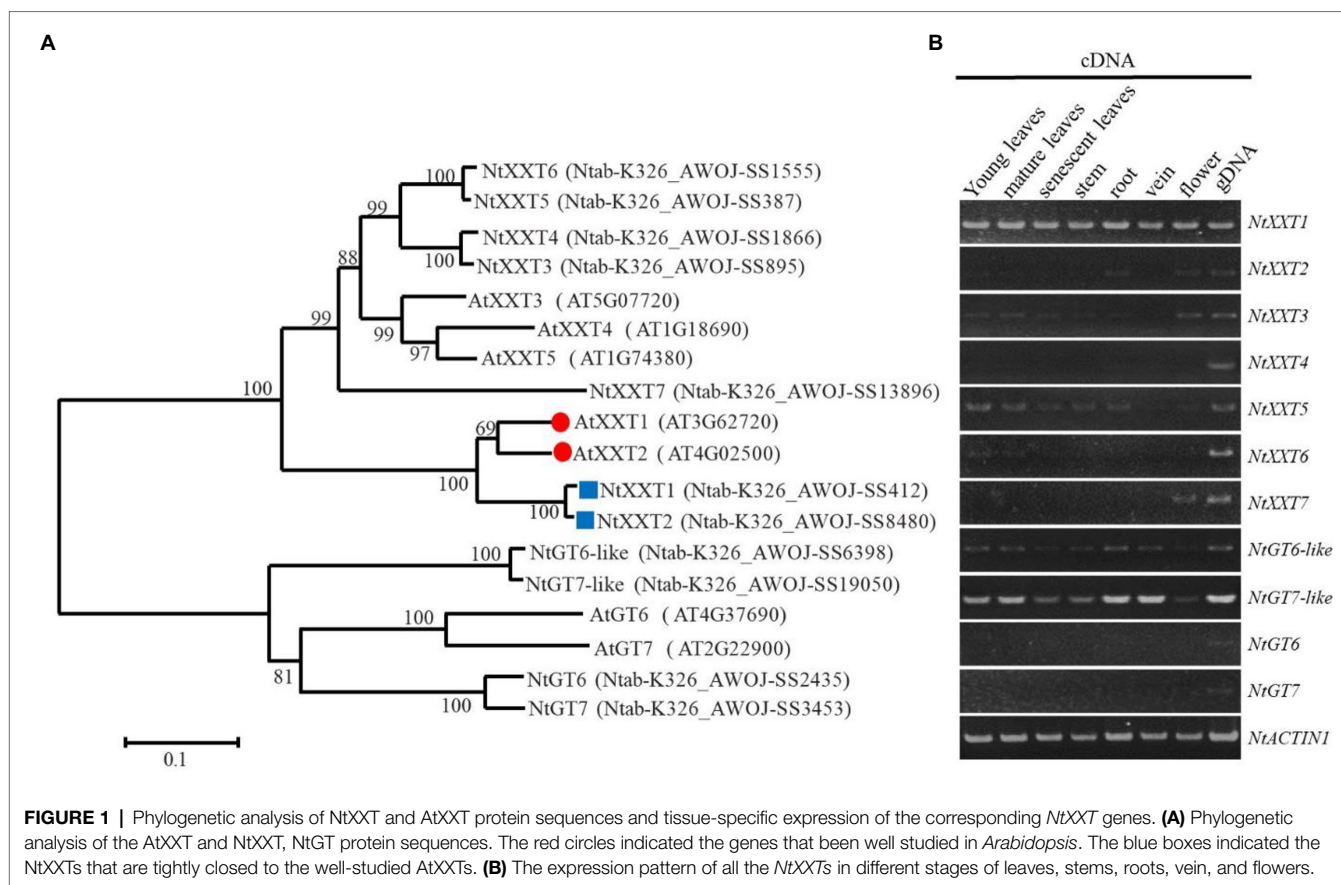 A
B
cDNA
Young leaves
mature leaves
senescent leaves
stem
root
vein
flower
gDNA
100
NtXXT6 (Ntab-K326_AWOJ-SS1555)
NtXXT5 (Ntab-K326_AWOJ-SS387)
99
NtXXT4 (Ntab-K326_AWOJ-SS1866)
100
NtXXT3 (Ntab-K326_AWOJ-SS895)
88
AtXXT3 (AT5G07720)
99
AtXXT4 (AT1G18690)
97
AtXXT5 (AT1G74380)
99
NtXXT7 (Ntab-K326_AWOJ-SS13896)
100
AtXXT1 (AT3G62720)
69
AtXXT2 (AT4G02500)
100
NtXXT1 (Ntab-K326_AWOJ-SS412)
100
NtXXT2 (Ntab-K326_AWOJ-SS8480)
100
NtGT6-like (Ntab-K326_AWOJ-SS6398)
NtGT7-like (Ntab-K326_AWOJ-SS19050)
100
AtGT6 (AT4G37690)
AtGT7 (AT2G22900)
81
NtGT6 (Ntab-K326_AWOJ-SS2435)
100
NtGT7 (Ntab-K326_AWOJ-SS3453)
0.1
NtXXT1
NtXXT2
NtXXT3
NtXXT4
NtXXT5
NtXXT6
NtXXT7
NtGT6-like
NtGT7-like
NtGT6
NtGT7
NtACTIN1
FIGURE 1 | Phylogenetic analysis of NtXXT and AtXXT protein sequences and tissue-specific expression of the corresponding NtXXT genes. (A) Phylogenetic
analysis of the AtXXT and NtXXT, NtGT protein sequences. The red circles indicated the genes that been well studied in Arabidopsis. The blue boxes indicated the
NtXXTs that are tightly closed to the well-studied AtXXTs. (B) The expression pattern of all the NtXXTs in different stages of leaves, stems, roots, vein, and flowers.